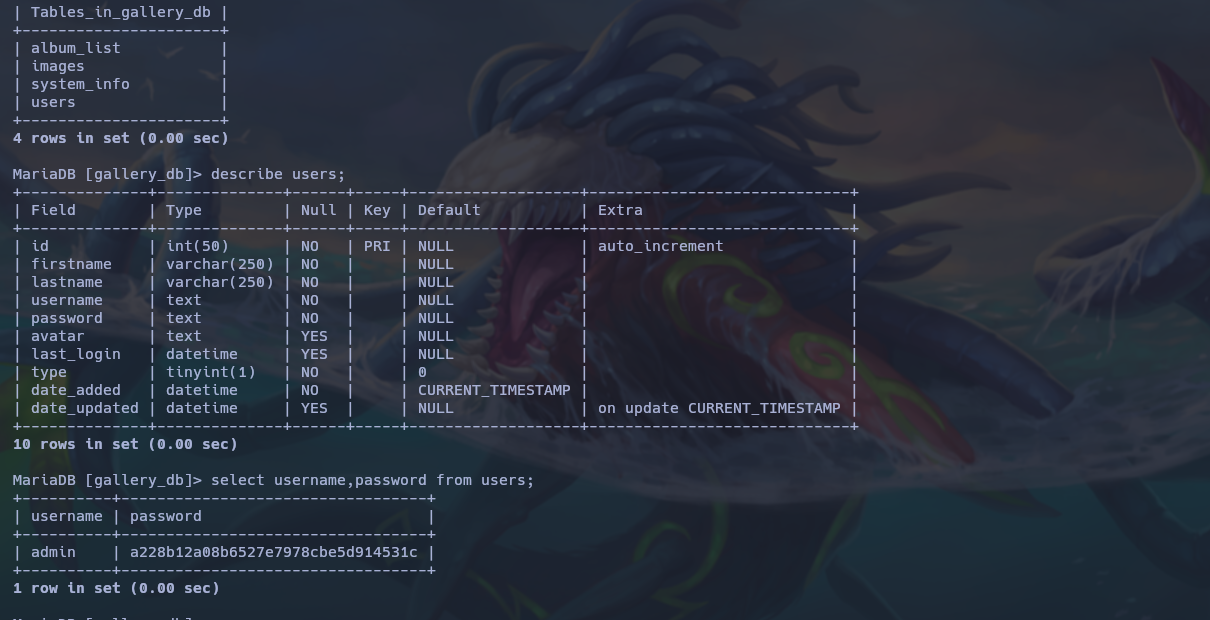 | Tables_in_gallery_db |
+----------------------+
| album_list           |
| images               |
| system_info          |
| users                |
+----------------------+
4 rows in set (0.00 sec)

MariaDB [gallery_db]> describe users;
+--------------+--------------+------+-----+-------------------+-----------------------------+
| Field        | Type         | Null | Key | Default           | Extra                       |
+--------------+--------------+------+-----+-------------------+-----------------------------+
| id           | int(50)      | NO   | PRI | NULL              | auto_increment              |
| firstname    | varchar(250) | NO   |     | NULL              |                             |
| lastname     | varchar(250) | NO   |     | NULL              |                             |
| username     | text         | NO   |     | NULL              |                             |
| password     | text         | NO   |     | NULL              |                             |
| avatar       | text         | YES  |     | NULL              |                             |
| last_login   | datetime     | YES  |     | NULL              |                             |
| type         | tinyint(1)   | NO   |     | 0                 |                             |
| date_added   | datetime     | NO   |     | CURRENT_TIMESTAMP |                             |
| date_updated | datetime     | YES  |     | NULL              | on update CURRENT_TIMESTAMP |
+--------------+--------------+------+-----+-------------------+-----------------------------+
10 rows in set (0.00 sec)

MariaDB [gallery_db]> select username,password from users;
+----------+----------------------------------+
| username | password                         |
+----------+----------------------------------+
| admin    | a228b12a08b6527e7978cbe5d914531c |
+----------+----------------------------------+
1 row in set (0.00 sec)